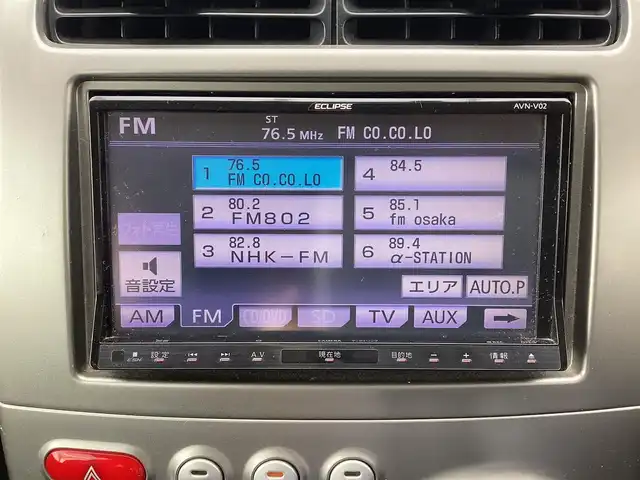 ECLIPSE
AVN-V02
FM
ST
76.5 MHz FM CO.CO.LO
1 76.5 FM CO.CO.LO
4 84.5
2 80.2 FM802
5 85.1 fm osaka
3 82.8 NHK-FM
6 89.4 α-STATION
音設定
エリア
AUTO.P
AM
FM
SD
TV
AUX
設定
A.V
現在地
目的地
情報